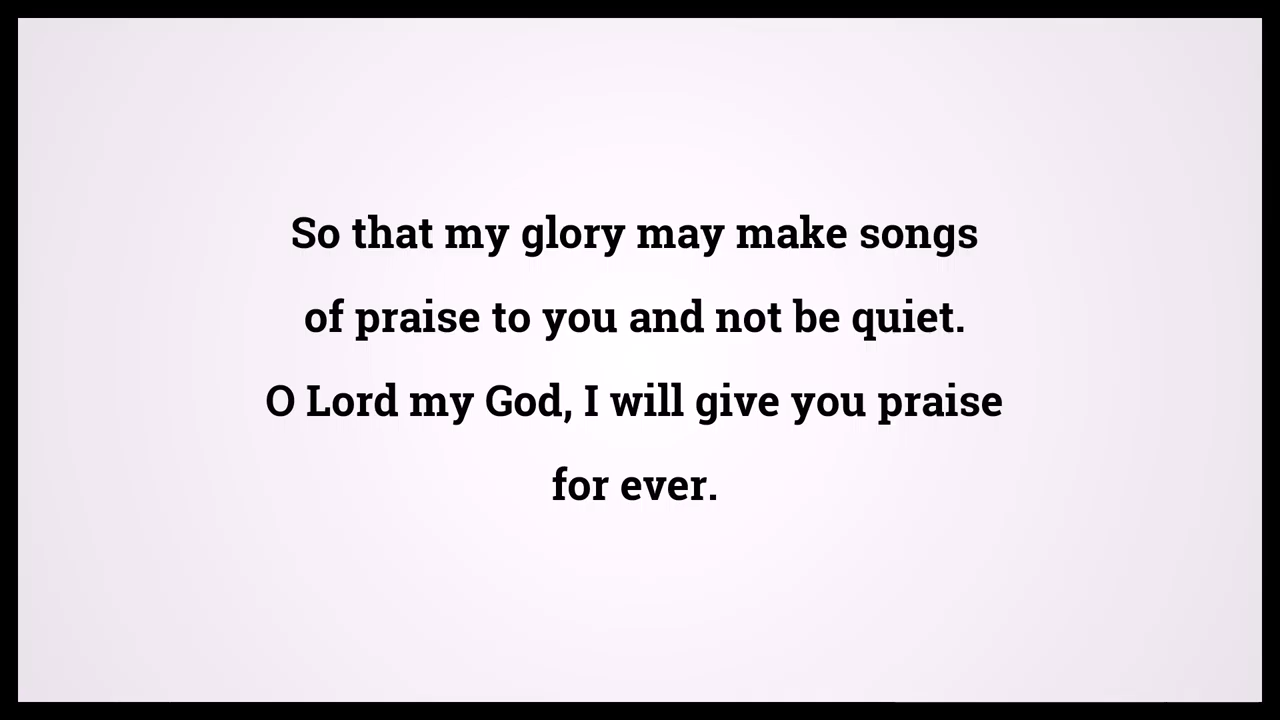 So that my glory may make songs
of praise to you and not be quiet.
O Lord my God, I will give you praise
for ever.